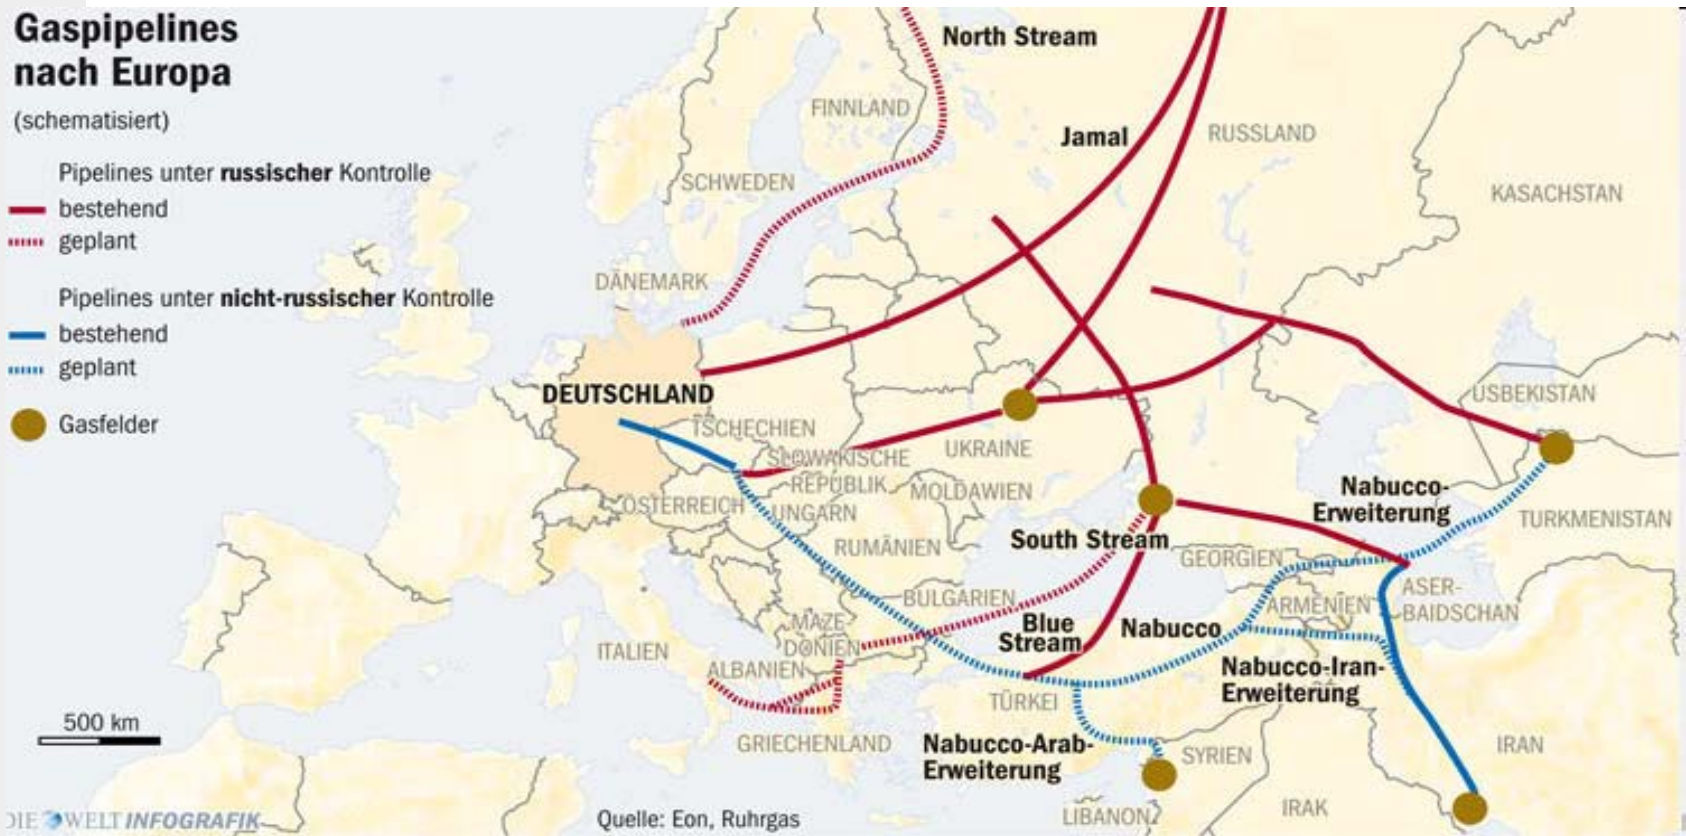 Gaspipelines
nach Europa
(schematisiert)
Pipelines unter russischer Kontrolle
bestehend
geplant
Pipelines unter nicht-russischer Kontrolle
bestehend
geplant
Gasfelder
North Stream
FINNLAND
Jamal
RUSSLAND
SCHWEDEN
KASACHSTAN
DÄNEMARK
DEUTSCHLAND
USBEKISTAN
TSCHECHIEN
UKRAINE
SLOWAKISCHE
REPUBLIK
MOLDAWIEN
Nabucco-
Erweiterung
ÖSTERREICH
UNGARN
TURKMENISTAN
South Stream
RUMÄNIEN
GEORGIEN
BULGARIEN
ASER-
BAIDSCHAN
ARMENIEN
MAZE-
DONIEN
Blue
Stream
Nabucco
ITALIEN
ALBANIEN
Nabucco-Iran-
Erweiterung
TÜRKEI
500 km
GRIECHENLAND
Nabucco-Arab-
Erweiterung
SYRIEN
IRAN
LIBANON
IRAK
DIE WELT INFOGRAFIK
Quelle: Eon, Ruhrgas